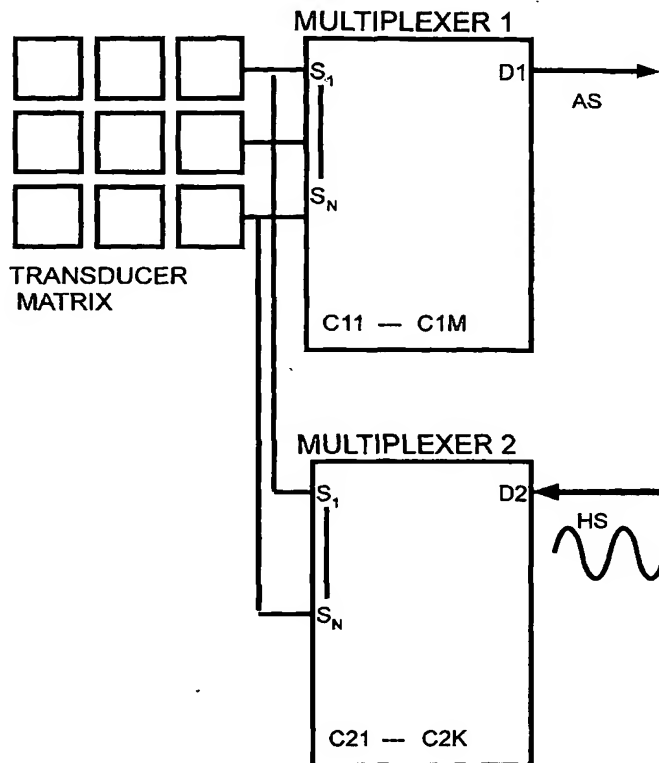 MULTIPLEXER 1
S1
D1
AS
SN
TRANSDUCER
MATRIX
C11 — C1M
MULTIPLEXER 2
S1
D2
HS
SN
C21 --- C2K